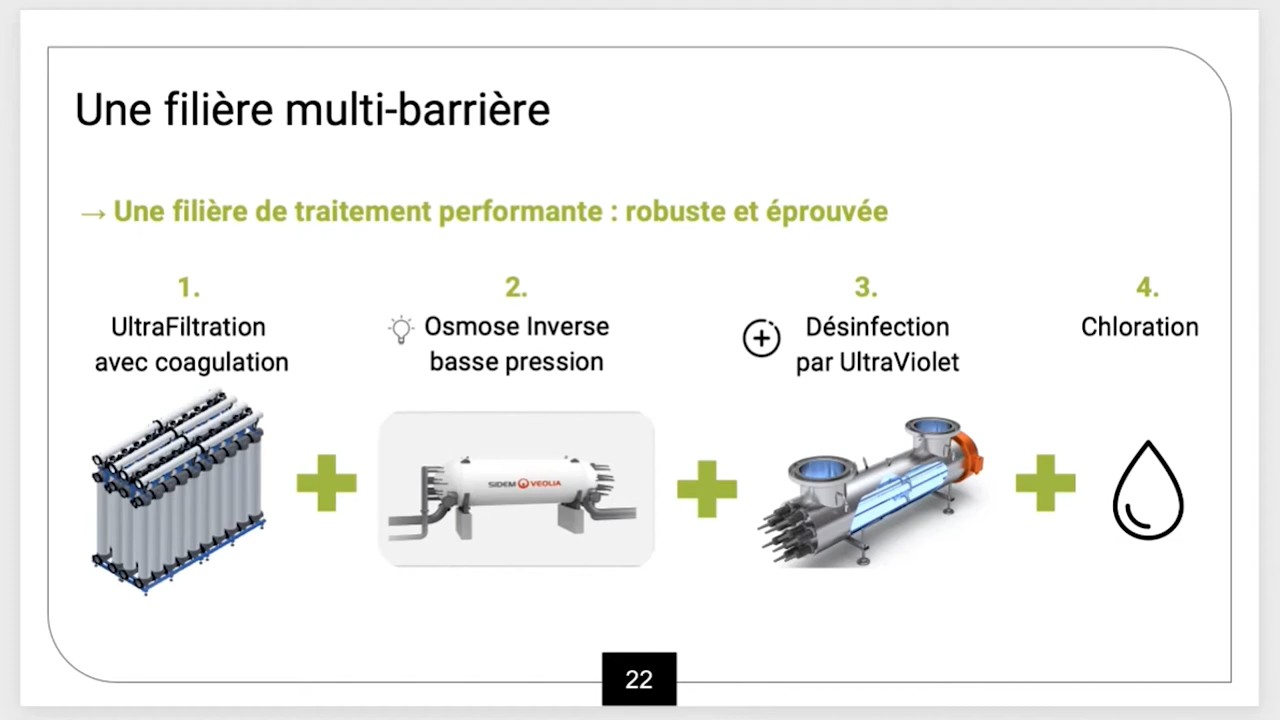 Une filière multi-barrière
→ Une filière de traitement performante : robuste et éprouvée
1.
UltraFiltration
avec coagulation
2.
Osmose Inverse
basse pression
SIDEM VEOLIA
3.
Désinfection
par UltraViolet
4.
Chloration
22